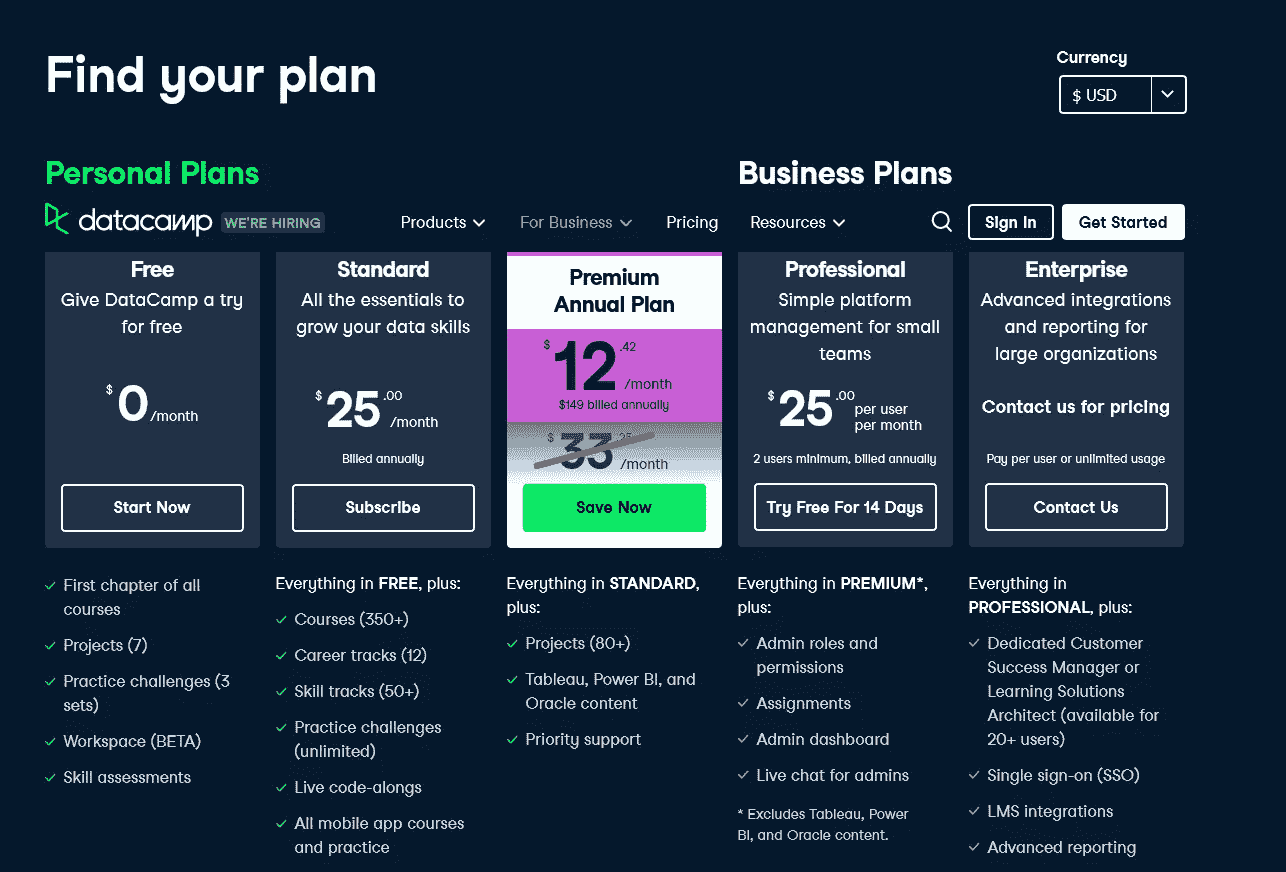 Find your plan
Currency
$ USD
Personal Plans
Business Plans
datacamp WE'RE HIRING
Products
For Business
Pricing
Resources
Sign In
Get Started
Free
Give DataCamp a try
for free
$0/month
Start Now
First chapter of all
courses
Projects (7)
Practice challenges (3
sets)
Workspace (BETA)
Skill assessments
Standard
All the essentials to
grow your data skills
$25.00
/month
Billed annually
Subscribe
Everything in FREE, plus:
Courses (350+)
Career tracks (12)
Skill tracks (50+)
Practice challenges
(unlimited)
Live code-alongs
All mobile app courses
and practice
Premium
Annual Plan
$12.42
/month
$149 billed annually
$33.25
/month
Save Now
Everything in STANDARD,
plus:
Projects (80+)
Tableau, Power BI, and
Oracle content
Priority support
Professional
Simple platform
management for small
teams
$25.00
per user
per month
2 users minimum, billed annually
Try Free For 14 Days
Everything in PREMIUM*,
plus:
Admin roles and
permissions
Assignments
Admin dashboard
Live chat for admins
* Excludes Tableau, Power
BI, and Oracle content.
Enterprise
Advanced integrations
and reporting for
large organizations
Contact us for pricing
Pay per user or unlimited usage
Contact Us
Everything in
PROFESSIONAL, plus:
Dedicated Customer
Success Manager or
Learning Solutions
Architect (available for
20+ users)
Single sign-on (SSO)
LMS integrations
Advanced reporting